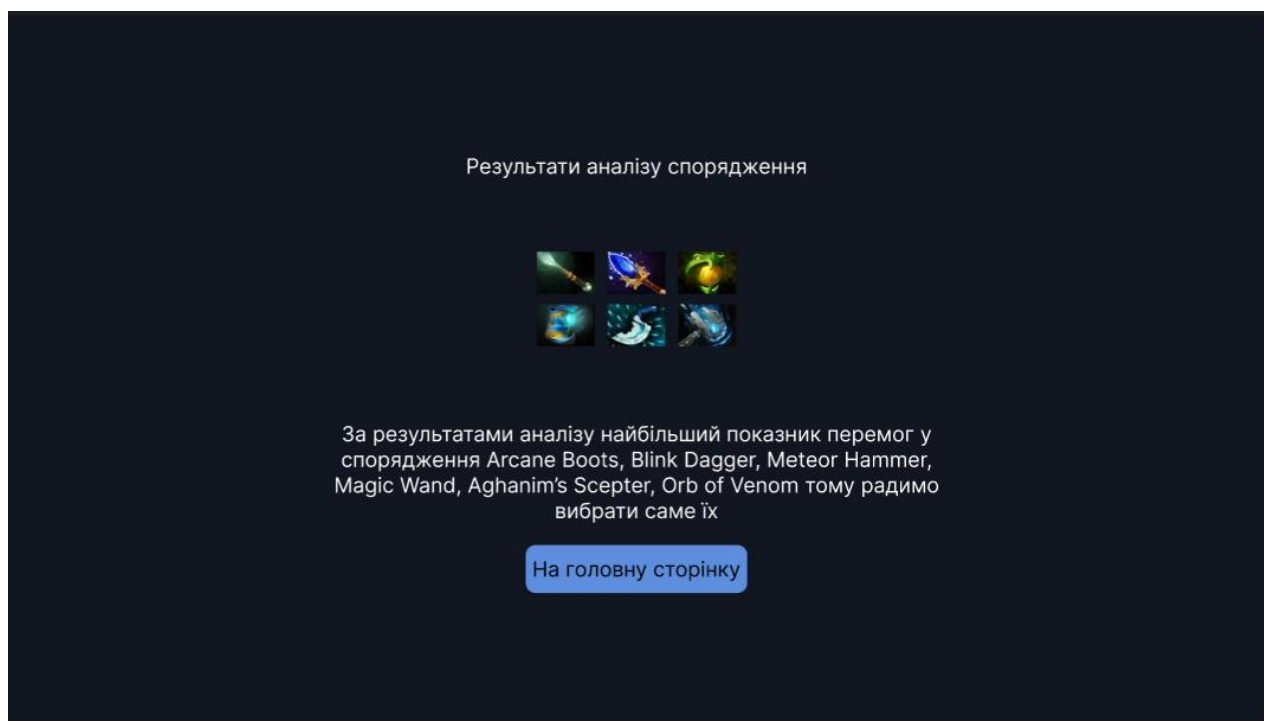 Результати аналізу спорядження
За результатами аналізу найбільший показник перемог у
спорядження Arcane Boots, Blink Dagger, Meteor Hammer,
Magic Wand, Aghanim’s Scepter, Orb of Venom тому радимо
вибрати саме їх
На головну сторінку